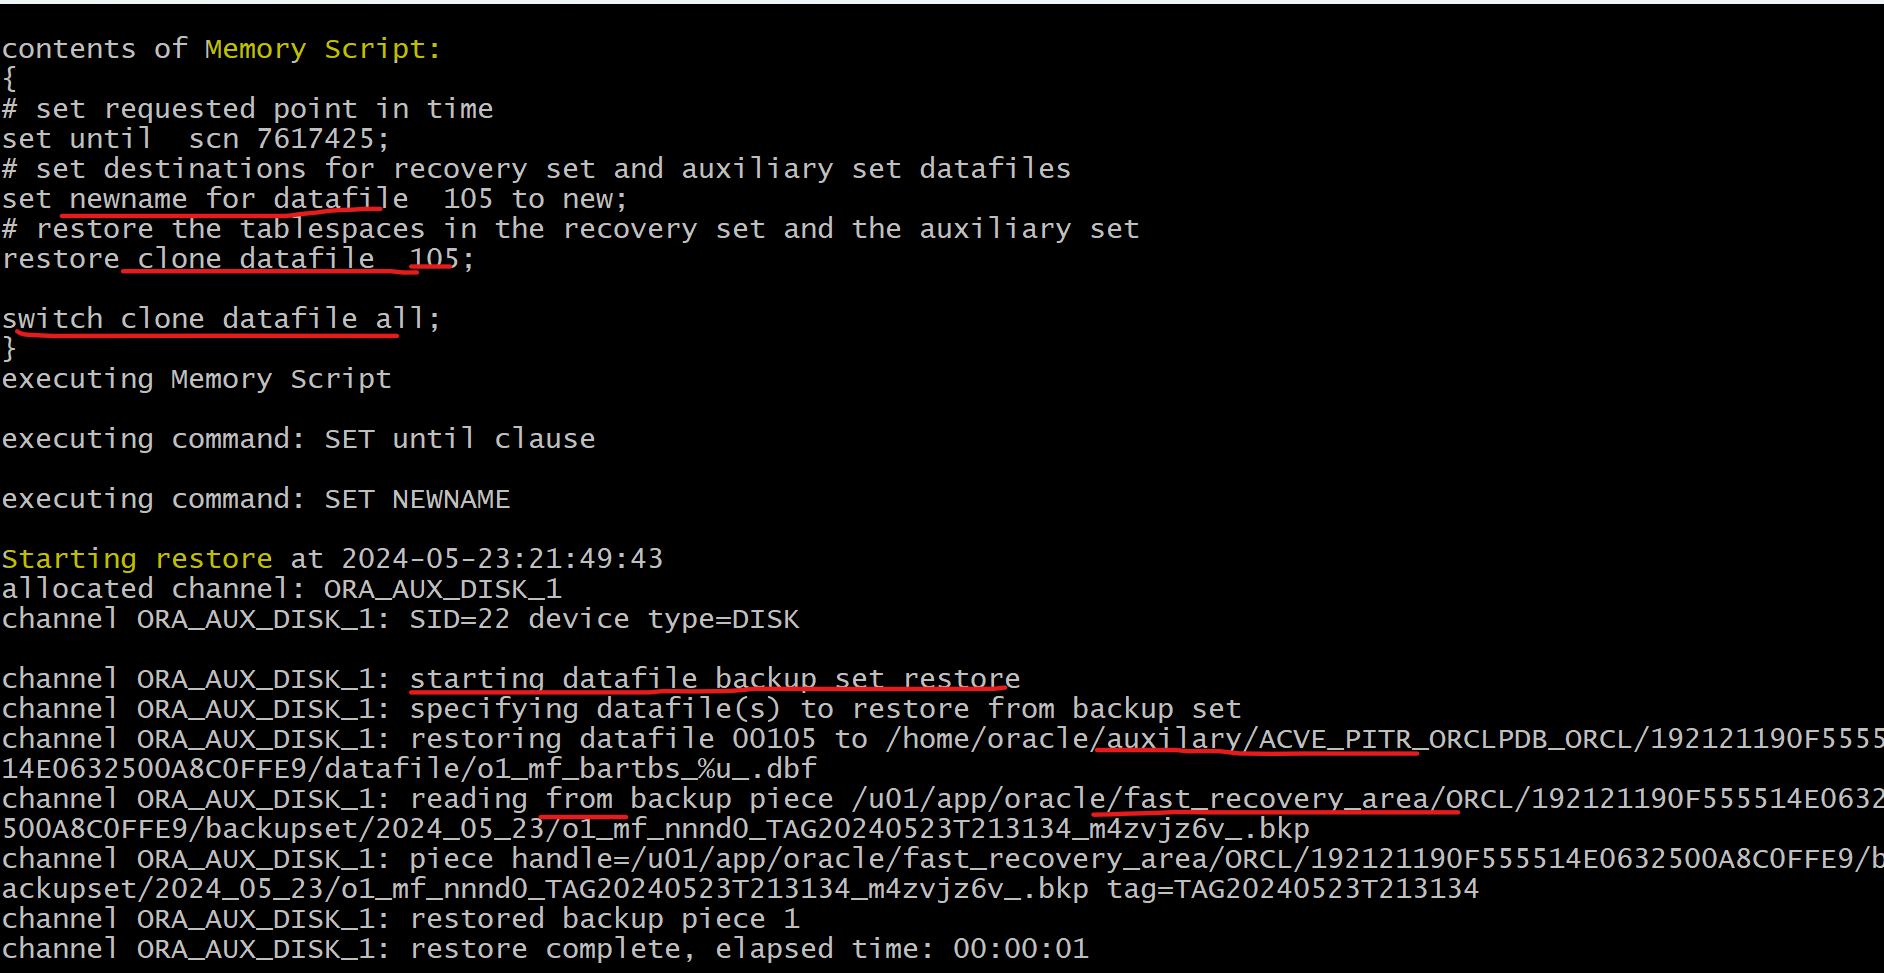 contents of Memory Script:
{
# set requested point in time
set until  scn 7617425;
# set destinations for recovery set and auxiliary set datafiles
set newname for datafile  105 to new;
# restore the tablespaces in the recovery set and the auxiliary set
restore clone datafile  105;
switch clone datafile all;
}
executing Memory Script
executing command: SET until clause
executing command: SET NEWNAME
Starting restore at 2024-05-23:21:49:43
allocated channel: ORA_AUX_DISK_1
channel ORA_AUX_DISK_1: SID=22 device type=DISK
channel ORA_AUX_DISK_1: starting datafile backup set restore
channel ORA_AUX_DISK_1: specifying datafile(s) to restore from backup set
channel ORA_AUX_DISK_1: restoring datafile 00105 to /home/oracle/auxilary/ACVE_PITR_ORCLPDB_ORCL/192121190F5555
14E0632500A8C0FFE9/datafile/o1_mf_bartbs_%u_.dbf
channel ORA_AUX_DISK_1: reading from backup piece /u01/app/oracle/fast_recovery_area/ORCL/192121190F555514E0632
500A8C0FFE9/backupset/2024_05_23/o1_mf_nnnd0_TAG20240523T213134_m4zvjz6v_.bkp
channel ORA_AUX_DISK_1: piece handle=/u01/app/oracle/fast_recovery_area/ORCL/192121190F555514E0632500A8C0FFE9/b
ackupset/2024_05_23/o1_mf_nnnd0_TAG20240523T213134_m4zvjz6v_.bkp tag=TAG20240523T213134
channel ORA_AUX_DISK_1: restored backup piece 1
channel ORA_AUX_DISK_1: restore complete, elapsed time: 00:00:01